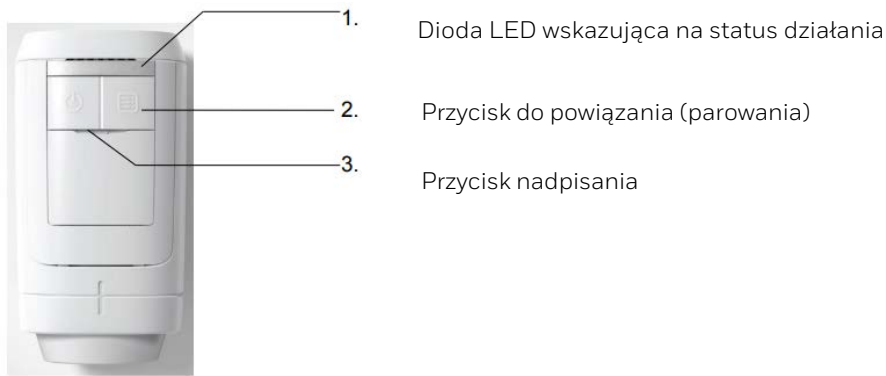 1.
Dioda LED wskazująca na status działania
2.
Przycisk do powiązania (parowania)
3.
Przycisk nadpisania